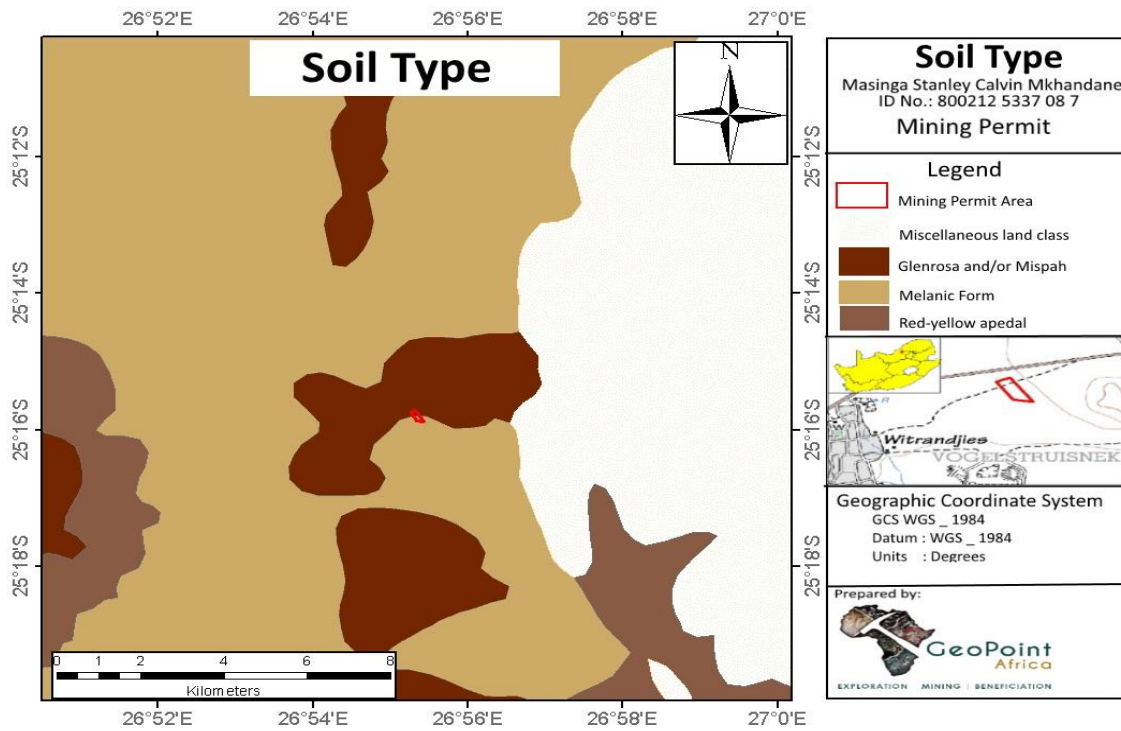 26°52'E 26°54'E 26°56'E 26°58'E 27°0'E
Soil Type
N
25°12'S
25°14'S
25°16'S
25°18'S
25°12'S
25°14'S
25°16'S
25°18'S
0 1 2 4 6 8
Kilometers
26°52'E 26°54'E 26°56'E 26°58'E 27°0'E
Soil Type
Masinga Stanley Calvin Mkhandane
ID No.: 800212 5337 08 7
Mining Permit
Legend
Mining Permit Area
Miscellaneous land class
Glenrosa and/or Mispah
Melanic Form
Red-yellow apedal
Witrandjies
VOGELSTRUISNEK
Geographic Coordinate System
GCS WGS _ 1984
Datum : WGS _ 1984
Units : Degrees
Prepared by:
GeoPoint
Africa
EXPLORATION MINING | BENEFICIATION